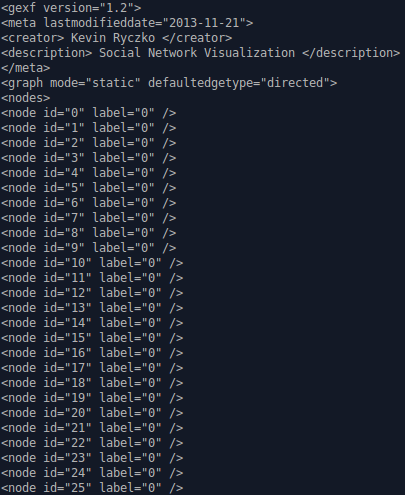 <gexf version="1.2">
<meta lastmodifieddate="2013-11-21">
<creator> Kevin Ryczko </creator>
<description> Social Network Visualization </description>
</meta>
<graph mode="static" defaultedgetype="directed">
<nodes>
<node id="0" label="0" />
<node id="1" label="0" />
<node id="2" label="0" />
<node id="3" label="0" />
<node id="4" label="0" />
<node id="5" label="0" />
<node id="6" label="0" />
<node id="7" label="0" />
<node id="8" label="0" />
<node id="9" label="0" />
<node id="10" label="0" />
<node id="11" label="0" />
<node id="12" label="0" />
<node id="13" label="0" />
<node id="14" label="0" />
<node id="15" label="0" />
<node id="16" label="0" />
<node id="17" label="0" />
<node id="18" label="0" />
<node id="19" label="0" />
<node id="20" label="0" />
<node id="21" label="0" />
<node id="22" label="0" />
<node id="23" label="0" />
<node id="24" label="0" />
<node id="25" label="0" />